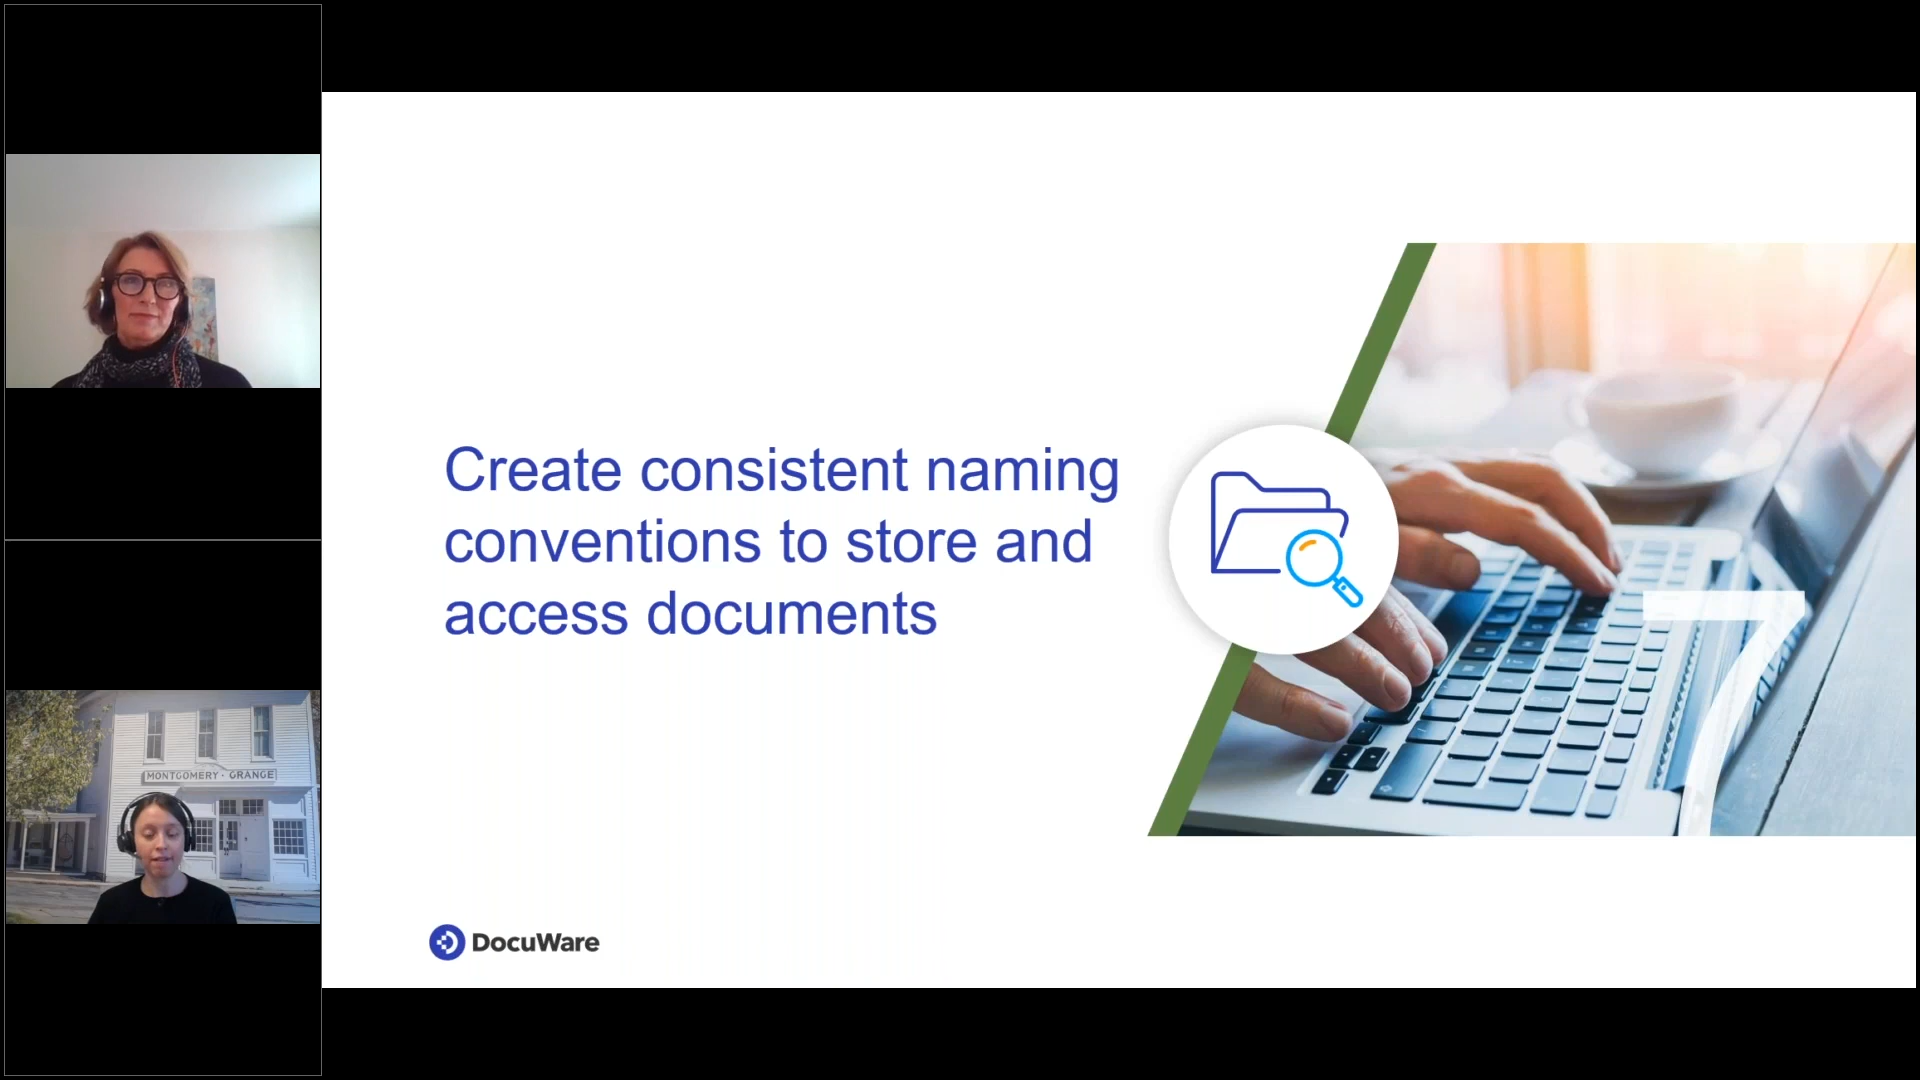 Create consistent naming
conventions to store and
access documents
7
MONTGOMERY · GRANGE
DocuWare